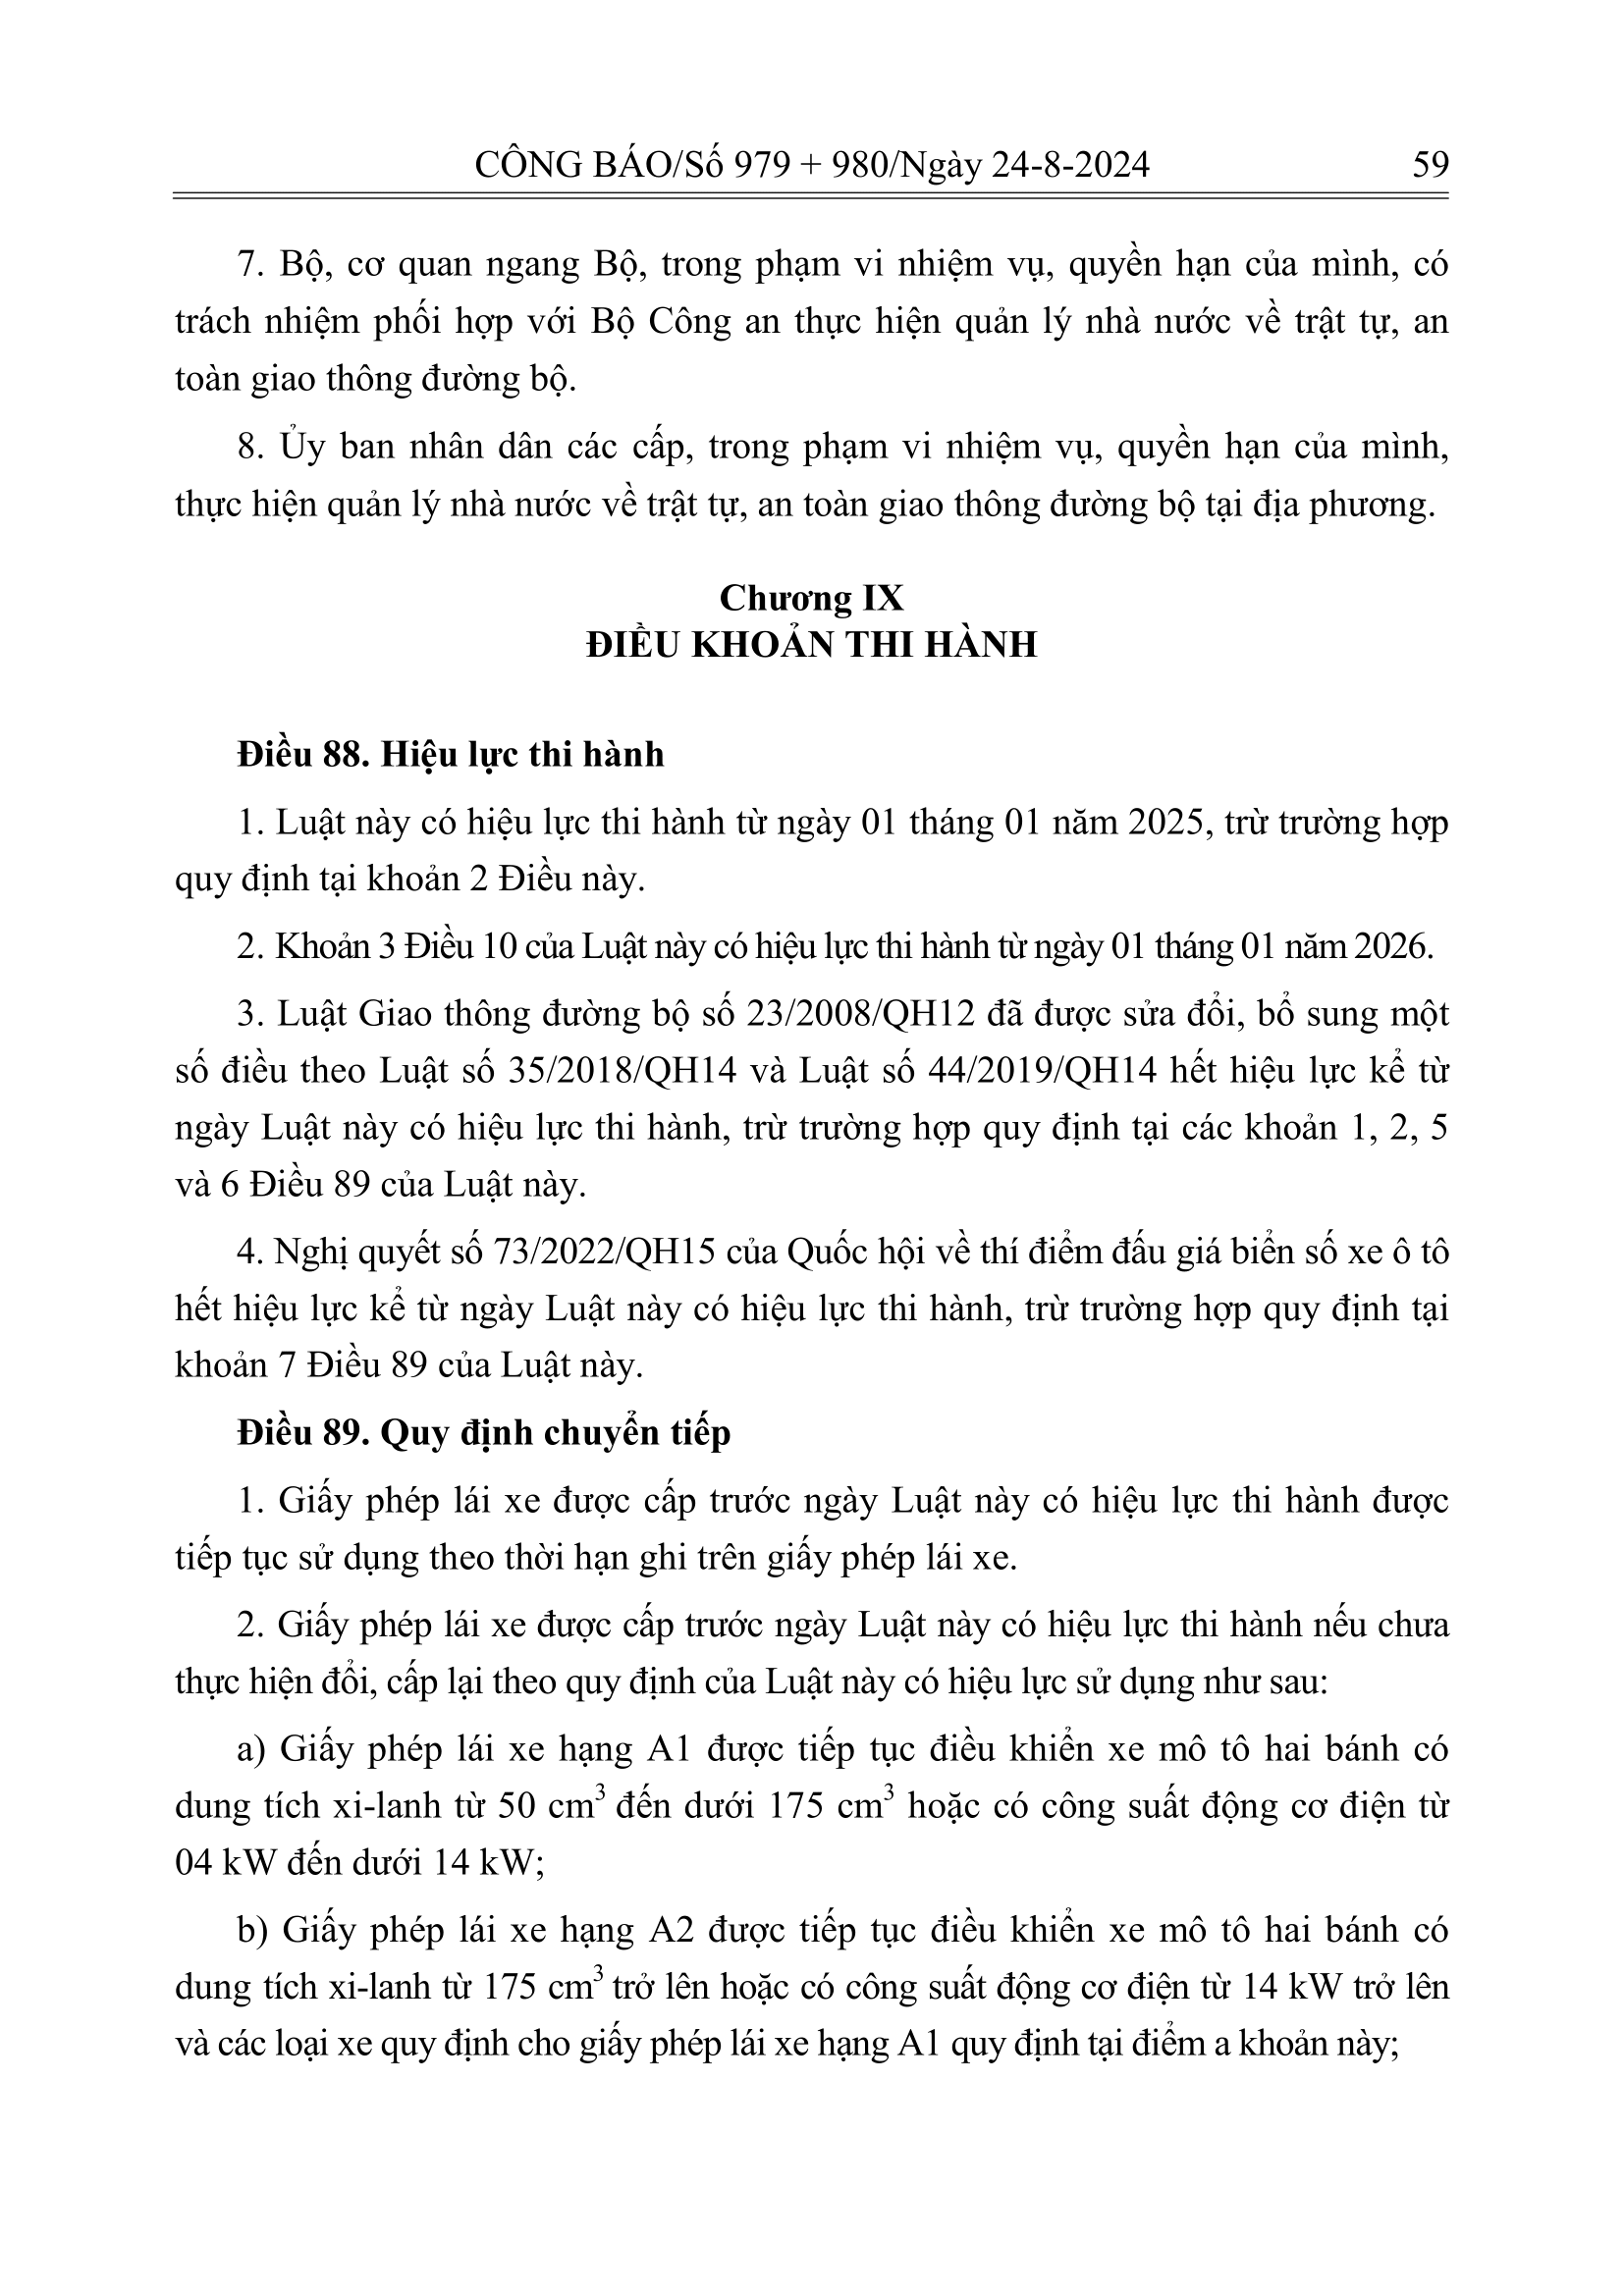 CÔNG BÁO/Số 979 + 980/Ngày 24-8-2024 59
7. Bộ, cơ quan ngang Bộ, trong phạm vi nhiệm vụ, quyền hạn của mình, có
trách nhiệm phối hợp với Bộ Công an thực hiện quản lý nhà nước về trật tự, an
toàn giao thông đường bộ.
8. Ủy ban nhân dân các cấp, trong phạm vi nhiệm vụ, quyền hạn của mình,
thực hiện quản lý nhà nước về trật tự, an toàn giao thông đường bộ tại địa phương.
Chương IX
ĐIỀU KHOẢN THI HÀNH
Điều 88. Hiệu lực thi hành
1. Luật này có hiệu lực thi hành từ ngày 01 tháng 01 năm 2025, trừ trường hợp
quy định tại khoản 2 Điều này.
2. Khoản 3 Điều 10 của Luật này có hiệu lực thi hành từ ngày 01 tháng 01 năm 2026.
3. Luật Giao thông đường bộ số 23/2008/QH12 đã được sửa đổi, bổ sung một
số điều theo Luật số 35/2018/QH14 và Luật số 44/2019/QH14 hết hiệu lực kể từ
ngày Luật này có hiệu lực thi hành, trừ trường hợp quy định tại các khoản 1, 2, 5
và 6 Điều 89 của Luật này.
4. Nghị quyết số 73/2022/QH15 của Quốc hội về thí điểm đấu giá biển số xe ô tô
hết hiệu lực kể từ ngày Luật này có hiệu lực thi hành, trừ trường hợp quy định tại
khoản 7 Điều 89 của Luật này.
Điều 89. Quy định chuyển tiếp
1. Giấy phép lái xe được cấp trước ngày Luật này có hiệu lực thi hành được
tiếp tục sử dụng theo thời hạn ghi trên giấy phép lái xe.
2. Giấy phép lái xe được cấp trước ngày Luật này có hiệu lực thi hành nếu chưa
thực hiện đổi, cấp lại theo quy định của Luật này có hiệu lực sử dụng như sau:
a) Giấy phép lái xe hạng A1 được tiếp tục điều khiển xe mô tô hai bánh có
dung tích xi-lanh từ 50 cm³ đến dưới 175 cm³ hoặc có công suất động cơ điện từ
04 kW đến dưới 14 kW;
b) Giấy phép lái xe hạng A2 được tiếp tục điều khiển xe mô tô hai bánh có
dung tích xi-lanh từ 175 cm³ trở lên hoặc có công suất động cơ điện từ 14 kW trở lên
và các loại xe quy định cho giấy phép lái xe hạng A1 quy định tại điểm a khoản này;